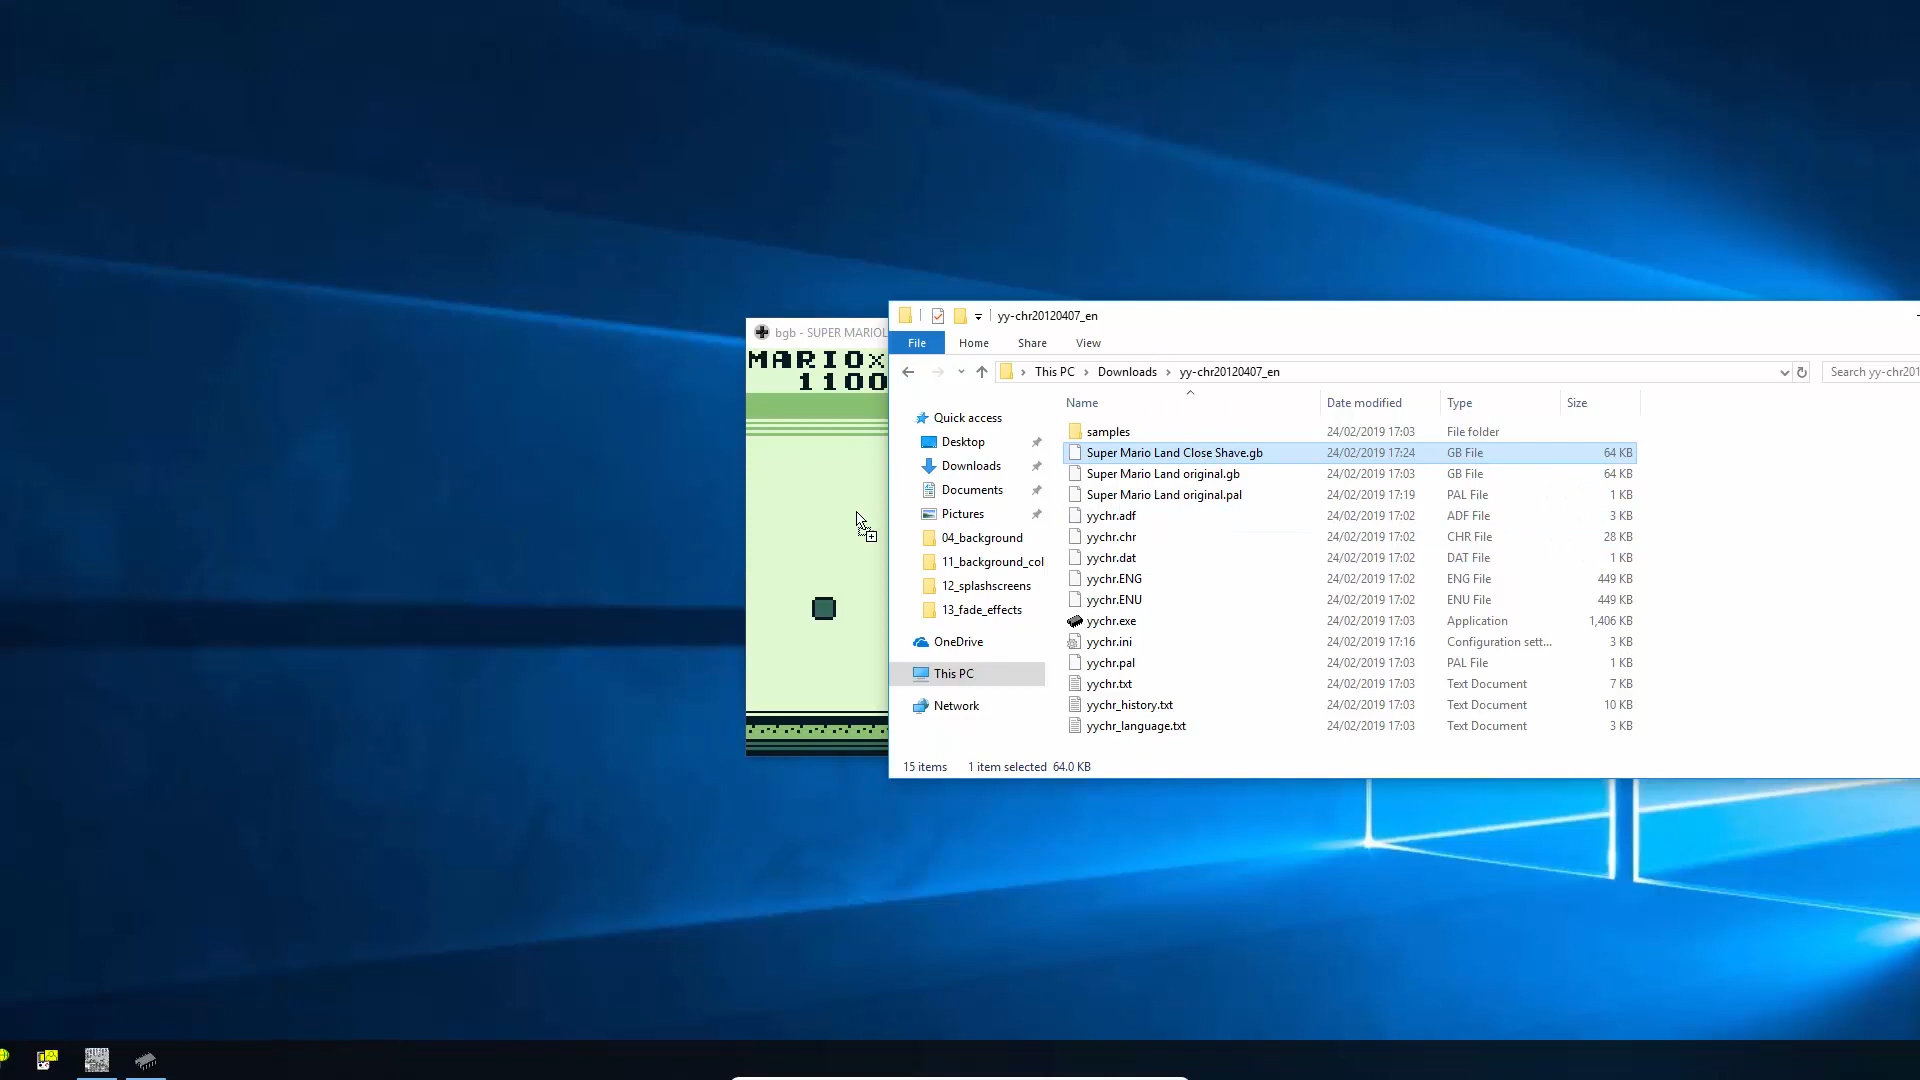 yy-chr20120407_en
bgb - SUPER MARIOL
File Home Share View
MARIO×
1100
This PC Downloads yy-chr20120407_en Search yy-chr201
Name Date modified Type Size
Quick access
Desktop
Downloads
Documents
Pictures
04_background
11_background_col
12_splashscreens
13_fade_effects
OneDrive
This PC
Network
samples 24/02/2019 17:03 File folder
Super Mario Land Close Shave.gb 24/02/2019 17:24 GB File 64 KB
Super Mario Land original.gb 24/02/2019 17:03 GB File 64 KB
Super Mario Land original.pal 24/02/2019 17:19 PAL File 1 KB
yychr.adf 24/02/2019 17:02 ADF File 3 KB
yychr.chr 24/02/2019 17:02 CHR File 28 KB
yychr.dat 24/02/2019 17:02 DAT File 1 KB
yychr.ENG 24/02/2019 17:02 ENG File 449 KB
yychr.ENU 24/02/2019 17:02 ENU File 449 KB
yychr.exe 24/02/2019 17:03 Application 1,406 KB
yychr.ini 24/02/2019 17:16 Configuration sett... 3 KB
yychr.pal 24/02/2019 17:03 PAL File 1 KB
yychr.txt 24/02/2019 17:03 Text Document 7 KB
yychr_history.txt 24/02/2019 17:03 Text Document 10 KB
yychr_language.txt 24/02/2019 17:03 Text Document 3 KB
15 items 1 item selected 64.0 KB